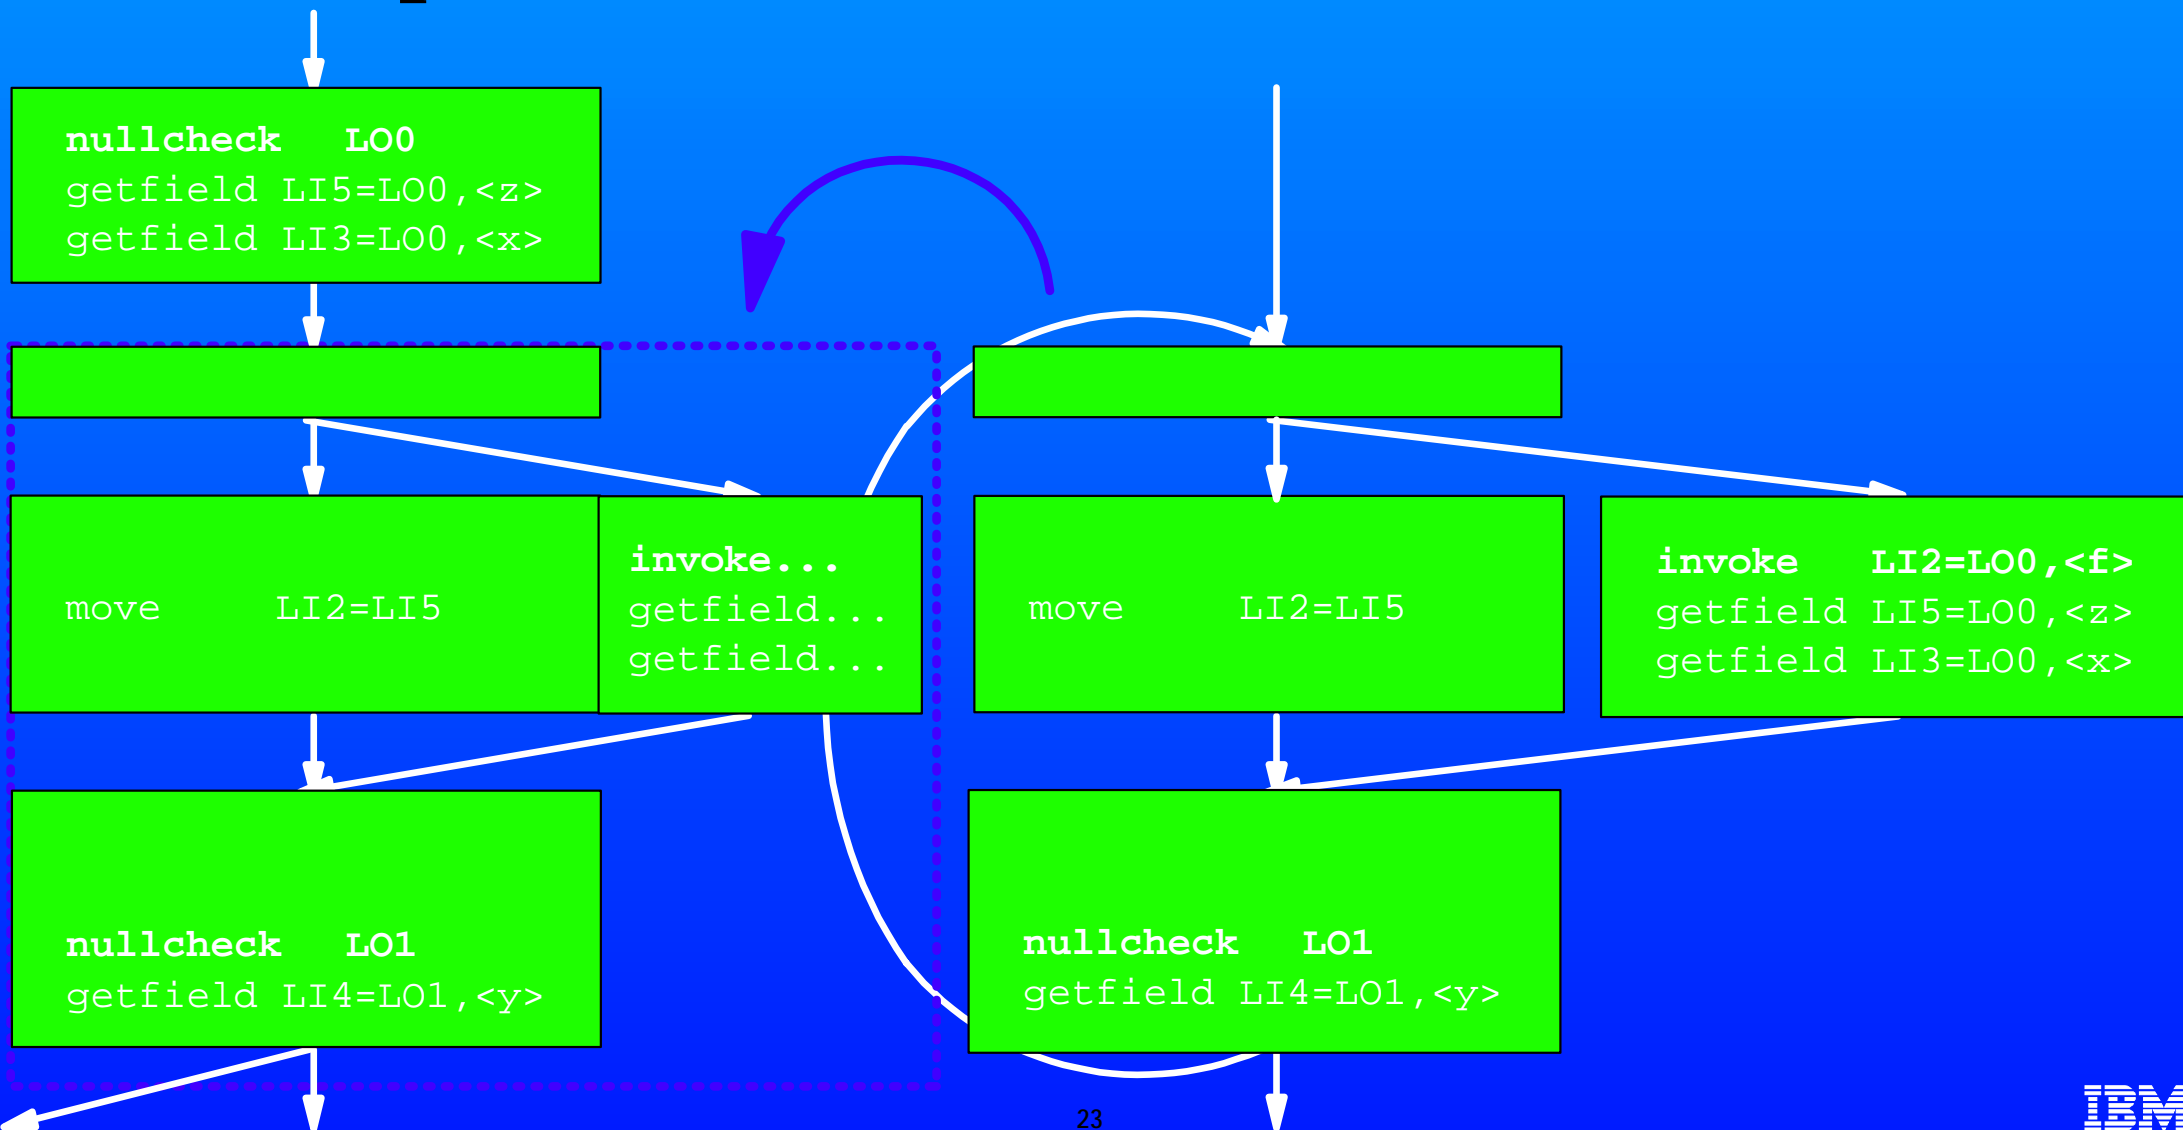 nullcheck LO0
getfield LI5=LO0,<z>
getfield LI3=LO0,<x>
move LI2=LI5
invoke...
getfield...
getfield...
nullcheck LO1
getfield LI4=LO1,<y>
move LI2=LI5
invoke LI2=LO0,<f>
getfield LI5=LO0,<z>
getfield LI3=LO0,<x>
nullcheck LO1
getfield LI4=LO1,<y>
23
IBM